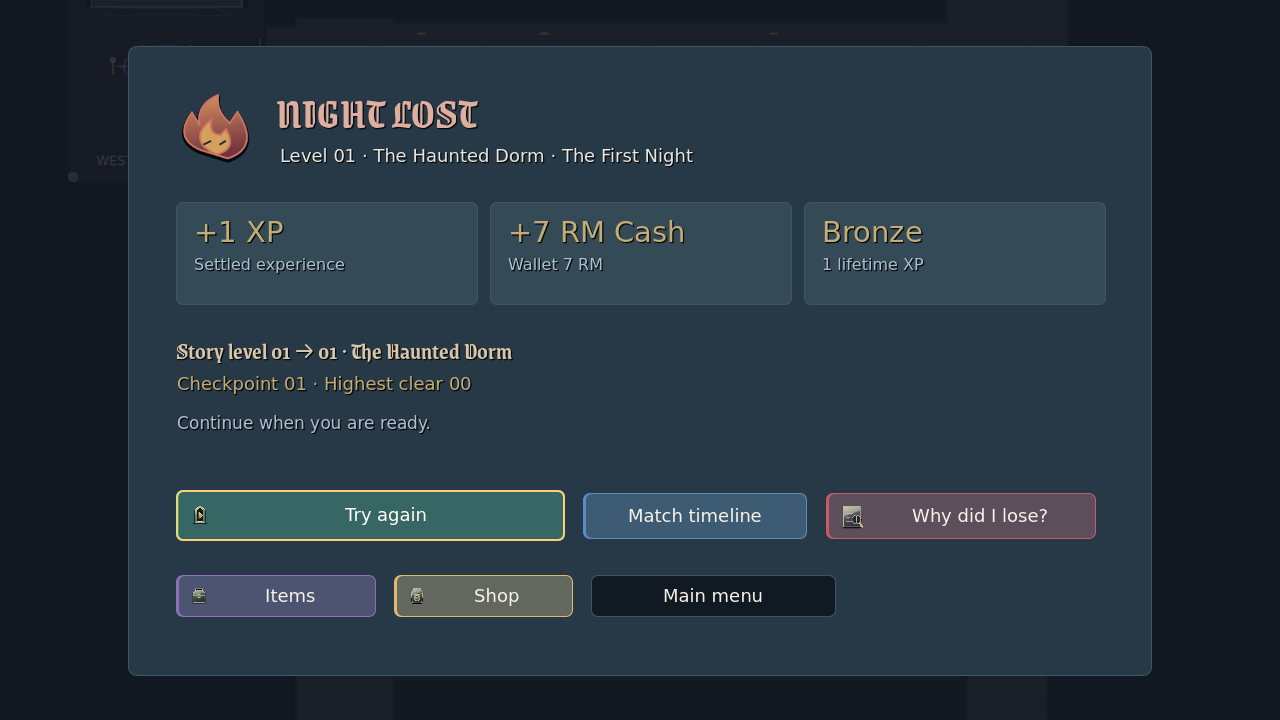 NIGHT LOST
Level 01 · The Haunted Dorm · The First Night
WEST
+1 XP
Settled experience
+7 RM Cash
Wallet 7 RM
Bronze
1 lifetime XP
Story level 01 → 01 · The Haunted Dorm
Checkpoint 01 · Highest clear 00
Continue when you are ready.
Try again
Match timeline
Why did I lose?
Items
Shop
Main menu